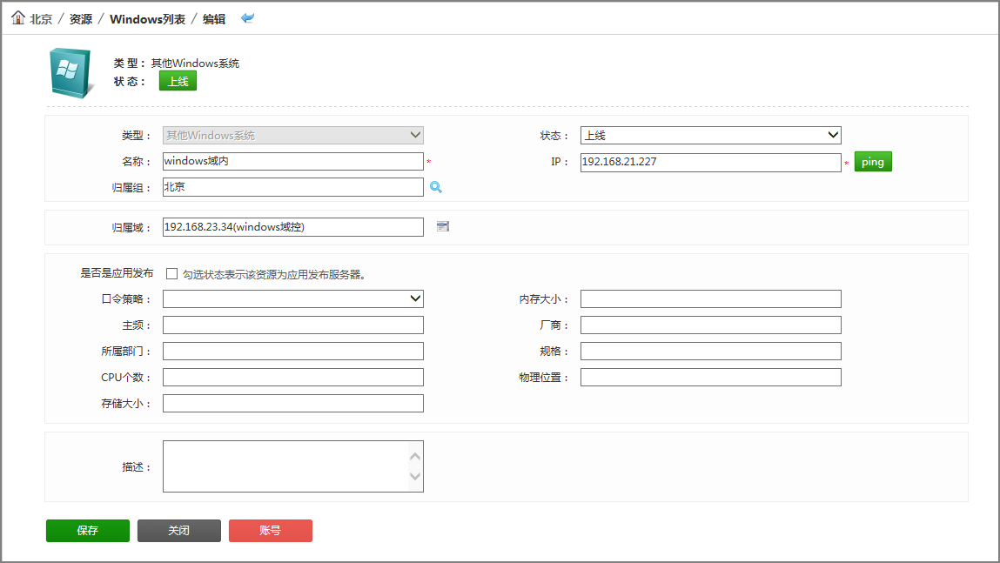 北京 / 资源 / Windows列表 / 编辑
类 型： 其他Windows系统
状 态： 上线
类型： 其他Windows系统 状态： 上线
名称： windows域内 * IP： 192.168.21.227 * ping
归属组： 北京
归属域： 192.168.23.34(windows域控)
是否是应用发布 勾选状态表示该资源为应用发布服务器。
口令策略： 内存大小：
主频： 厂商：
所属部门： 规格：
CPU个数： 物理位置：
存储大小：
描述：
保存 关闭 账号